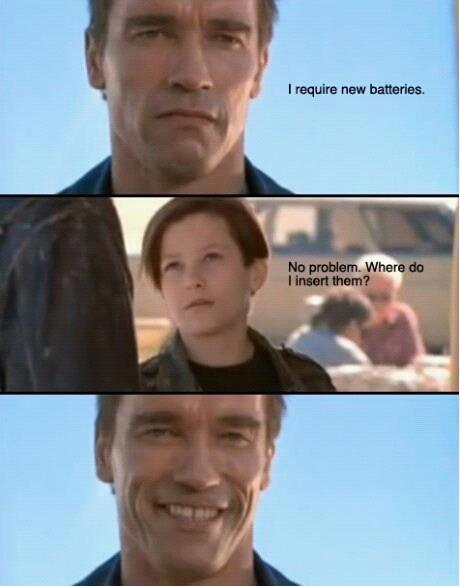 I require new batteries.
No problem. Where do
I insert them?